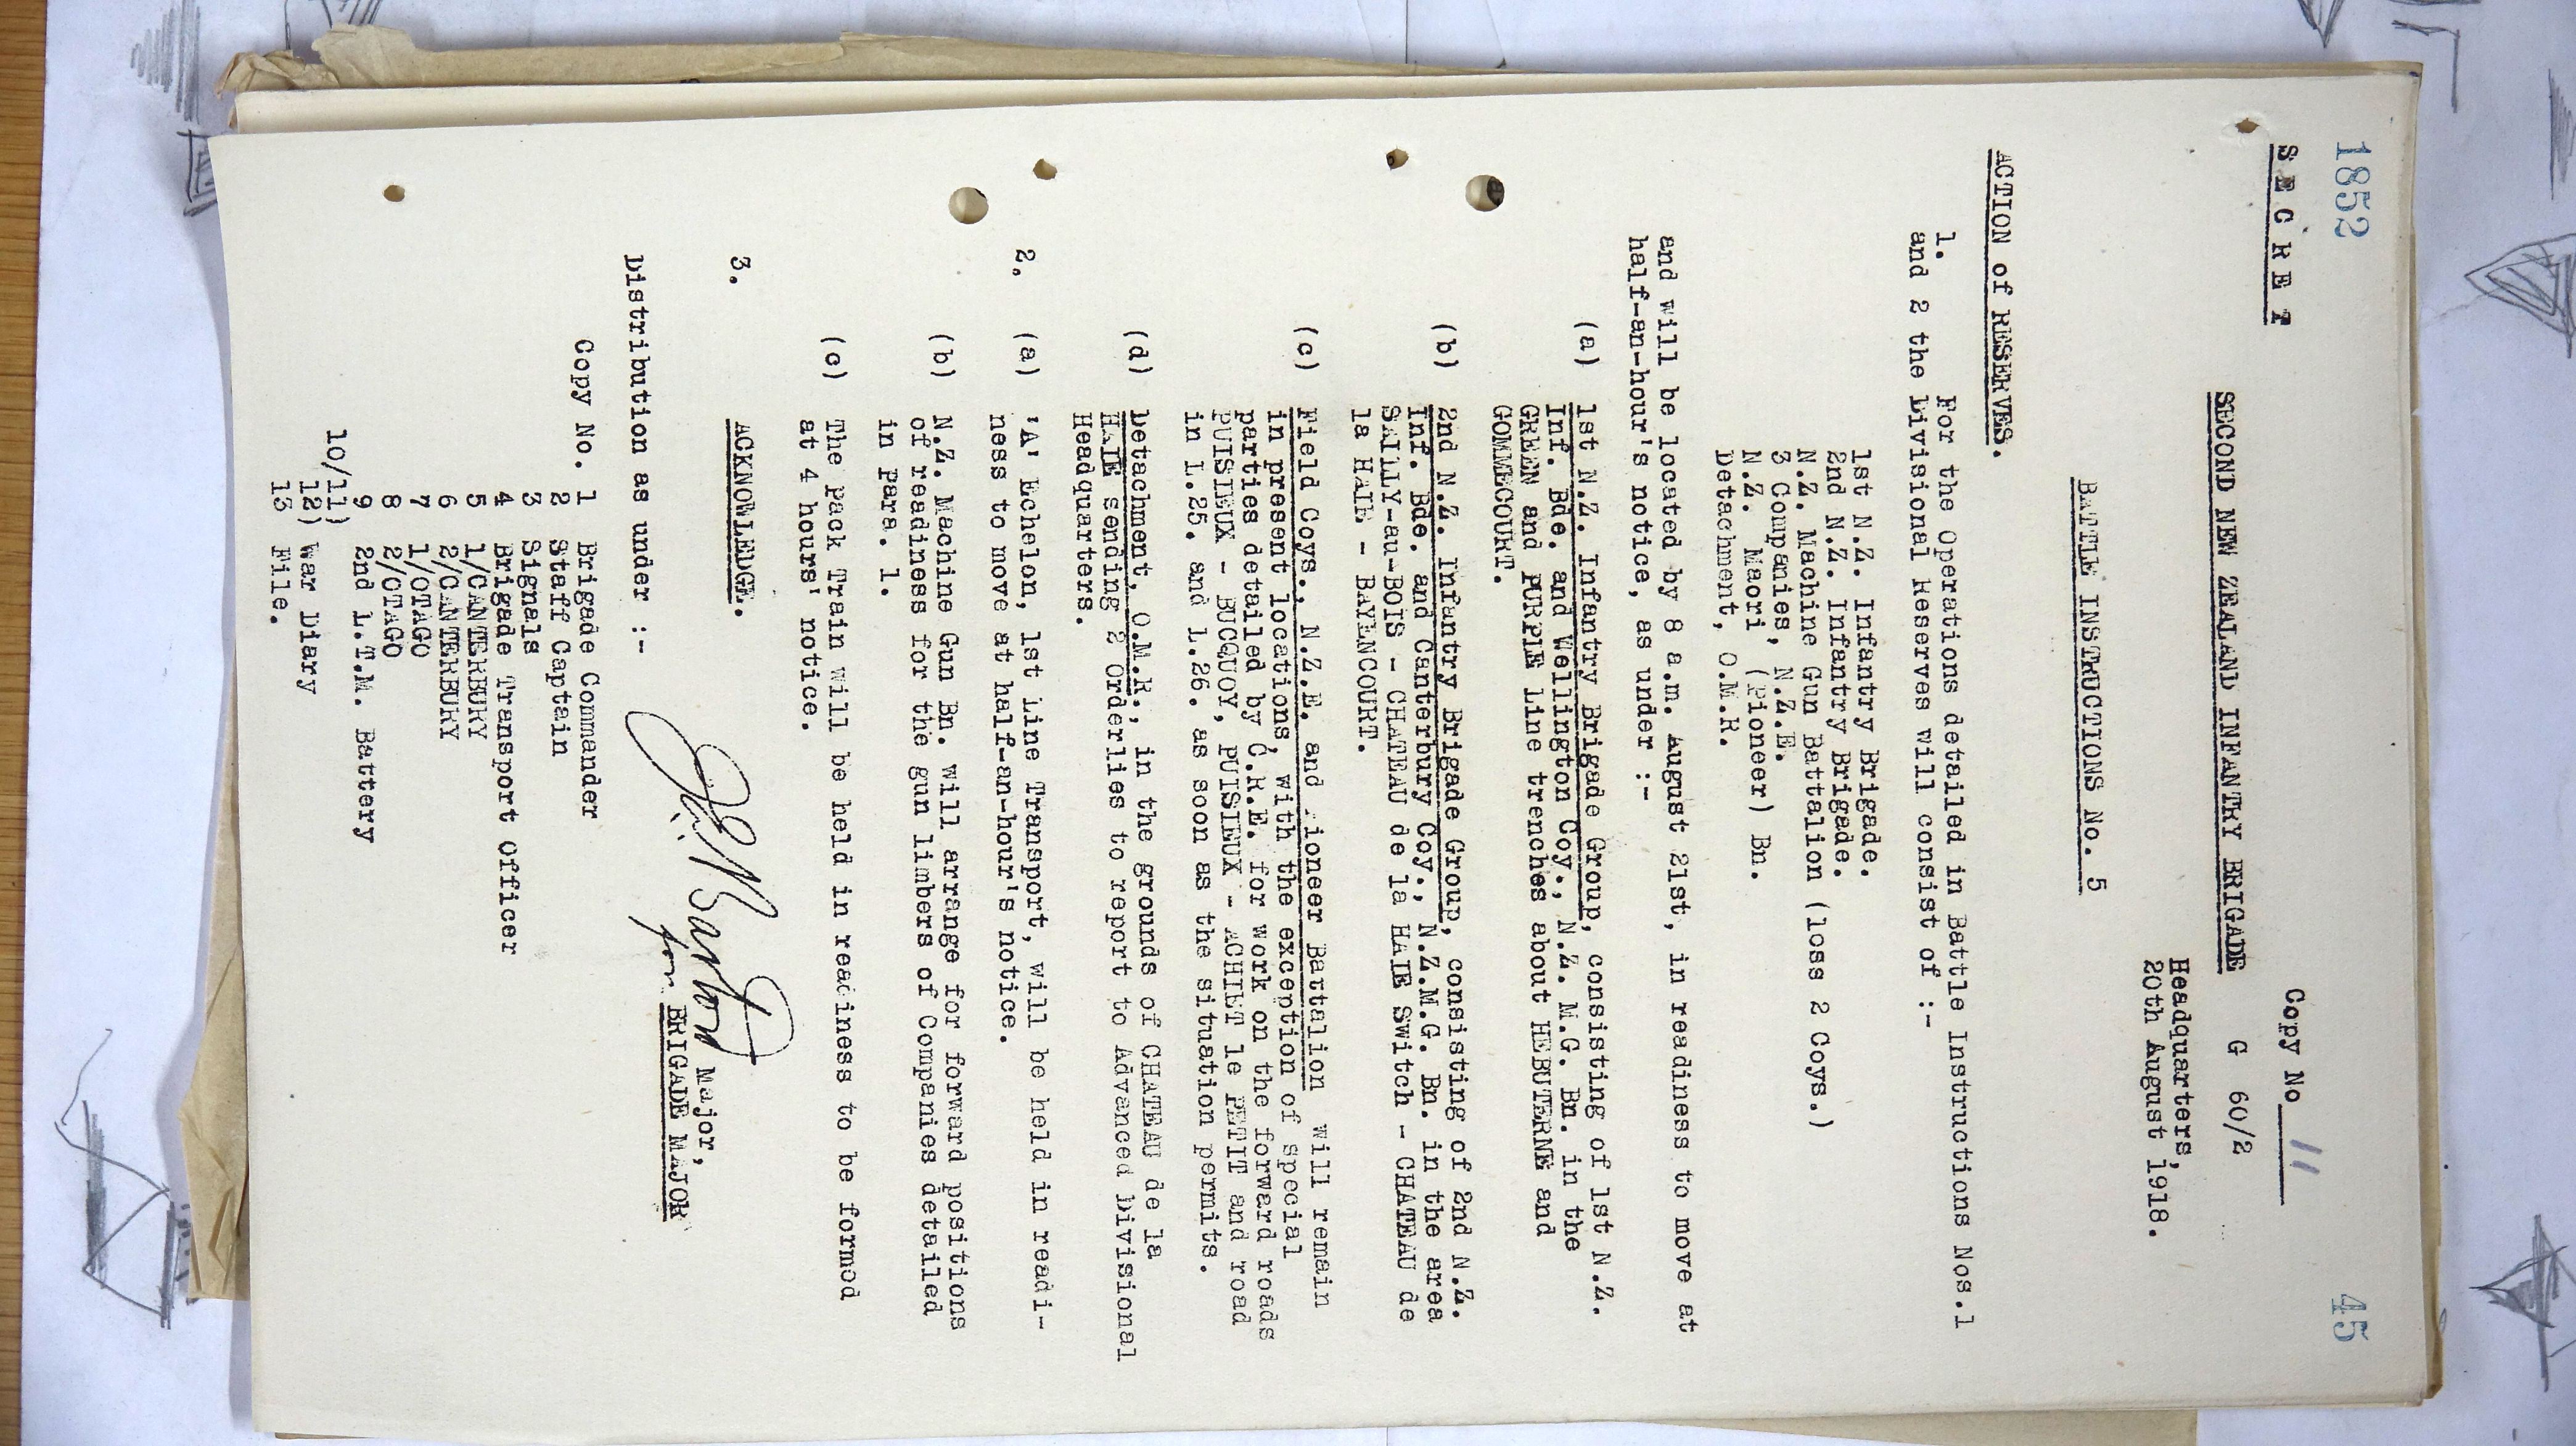 1852
45
S E C R E T
Copy No 11
SECOND NEW ZEALAND INFANTRY BRIGADE G 60/2
Headquarters,
20th August 1918.
BATTLE INSTRUCTIONS No. 5
ACTION of RESERVES.
1. For the Operations detailed in Battle Instructions Nos.1
and 2 the Divisional Reserves will consist of :-
1st N.Z. Infantry Brigade.
2nd N.Z. Infantry Brigade.
N.Z. Machine Gun Battalion (loss 2 Coys.)
3 Companies, N.Z.E.
N.Z. Maori (Pioneer) Bn.
Detachment, O.M.R.
and will be located by 8 a.m. August 21st, in readiness to move at
half-an-hour's notice, as under :-
(a) 1st N.Z. Infantry Brigade Group, consisting of 1st N.Z.
Inf. Bde. and Wellington Coy., N.Z. M.G. Bn. in the
GREEN and PURPLE Line trenches about HEBUTERNE and
GOMMECOURT.
(b) 2nd N.Z. Infantry Brigade Group, consisting of 2nd N.Z.
Inf. Bde. and Canterbury Coy., N.Z.M.G. Bn. in the area
SAILLY-au-BOIS - CHATEAU de la HAIE Switch - CHATEAU de
la HAIE - BAYENCOURT.
(c) Field Coys., N.Z.E. and Pioneer Battalion will remain
in present locations, with the exception of special
parties detailed by C.R.E. for work on the forward roads
PUISIEUX - BUCQUOY, PUISIEUX - ACHIET le PETIT and road
in L.25. and L.26. as soon as the situation permits.
(d) Detachment, O.M.R., in the grounds of CHATEAU de la
HAIE sending 2 Orderlies to report to Advanced Divisional
Headquarters.
2. (a) 'A' Echelon, 1st Line Transport, will be held in readi-
ness to move at half-an-hour's notice.
(b) N.Z. Machine Gun Bn. will arrange for forward positions
of readiness for the gun limbers of Companies detailed
in para. 1.
(c) The pack Train will be held in readiness to be formod
at 4 hours' notice.
3. ACKNOWLEDGE.
Major,
for BRIGADE MAJOR
Distribution as under :-
Copy No. 1 Brigade Commander
2 Staff Captain
3 Signals
4 Brigade Transport Officer
5 1/CANTERBURY
6 2/CANTERBURY
7 1/OTAGO
8 2/OTAGO
9 2nd L.T.M. Battery
10/11)
12) War Diary
13 File.